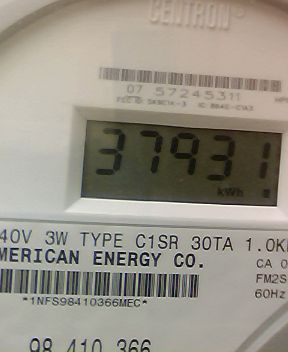 CENTRON®
07 57245311
37931
kWh
40V 3W TYPE C1SR 30TA 1.0K
MERICAN ENERGY CO.
CA 0
FM2S
60Hz
*1NFS98410366MEC*
98 410 366